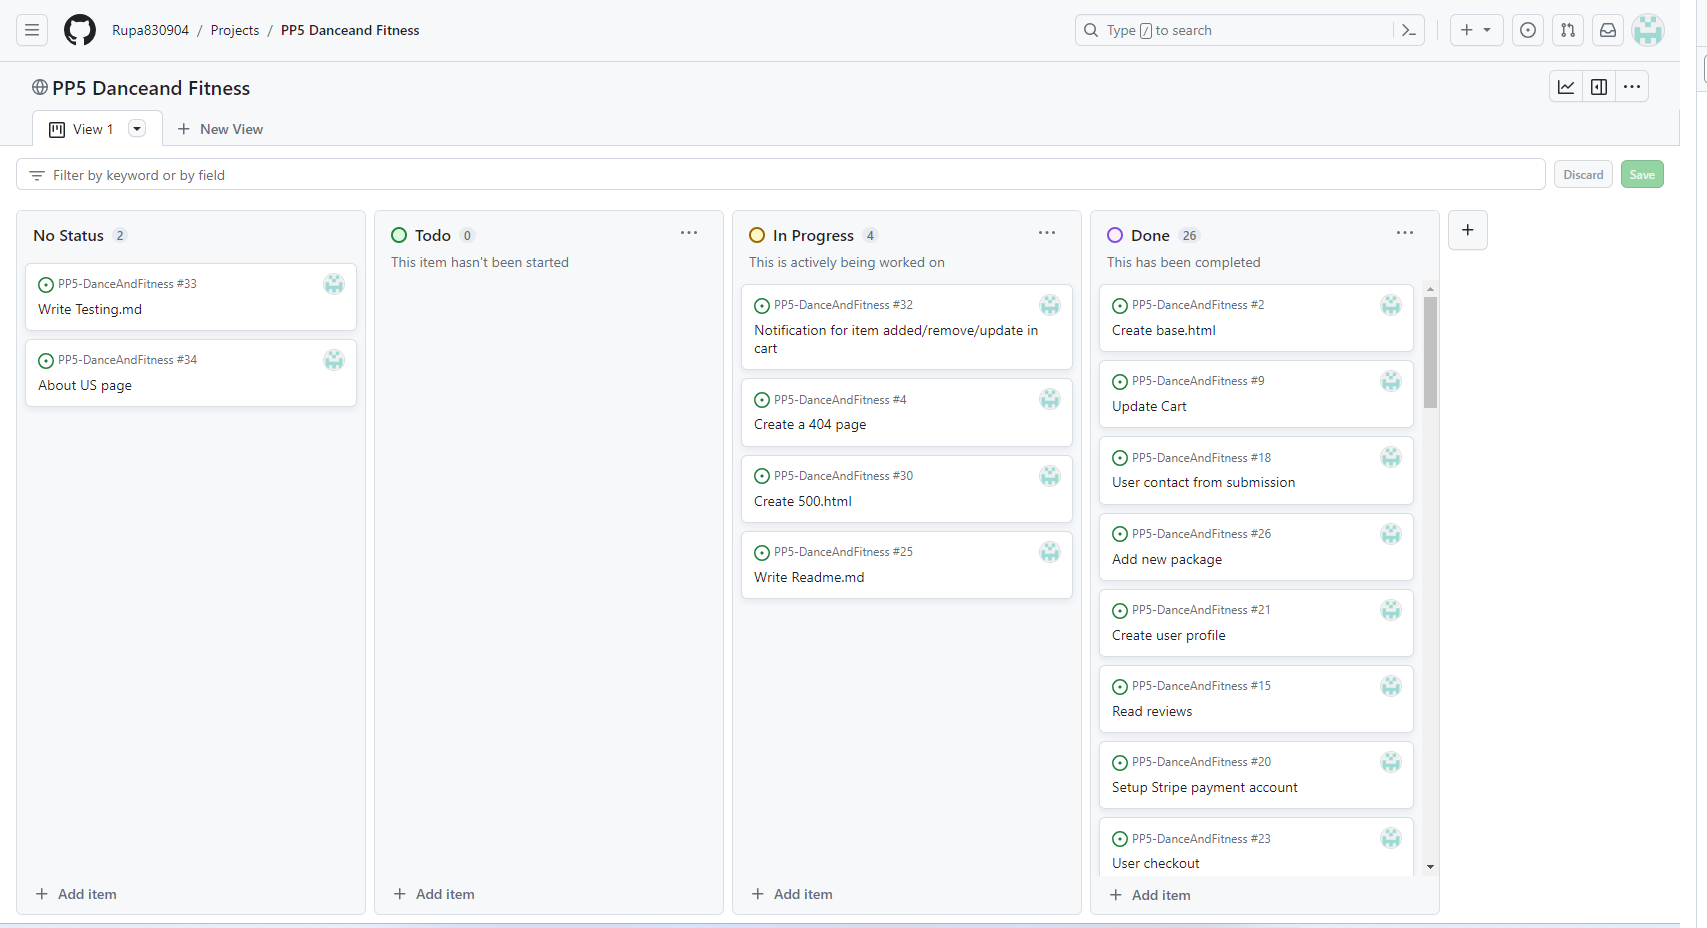 Rupa830904 / Projects / PP5 Danceand Fitness
Type / to search
PP5 Danceand Fitness
View 1
New View
Filter by keyword or by field
Discard
Save
No Status 2
PP5-DanceAndFitness #33
Write Testing.md
PP5-DanceAndFitness #34
About US page
Add item
Todo 0
This item hasn't been started
Add item
In Progress 4
This is actively being worked on
PP5-DanceAndFitness #32
Notification for item added/remove/update in
cart
PP5-DanceAndFitness #4
Create a 404 page
PP5-DanceAndFitness #30
Create 500.html
PP5-DanceAndFitness #25
Write Readme.md
Add item
Done 26
This has been completed
PP5-DanceAndFitness #2
Create base.html
PP5-DanceAndFitness #9
Update Cart
PP5-DanceAndFitness #18
User contact from submission
PP5-DanceAndFitness #26
Add new package
PP5-DanceAndFitness #21
Create user profile
PP5-DanceAndFitness #15
Read reviews
PP5-DanceAndFitness #20
Setup Stripe payment account
PP5-DanceAndFitness #23
User checkout
Add item